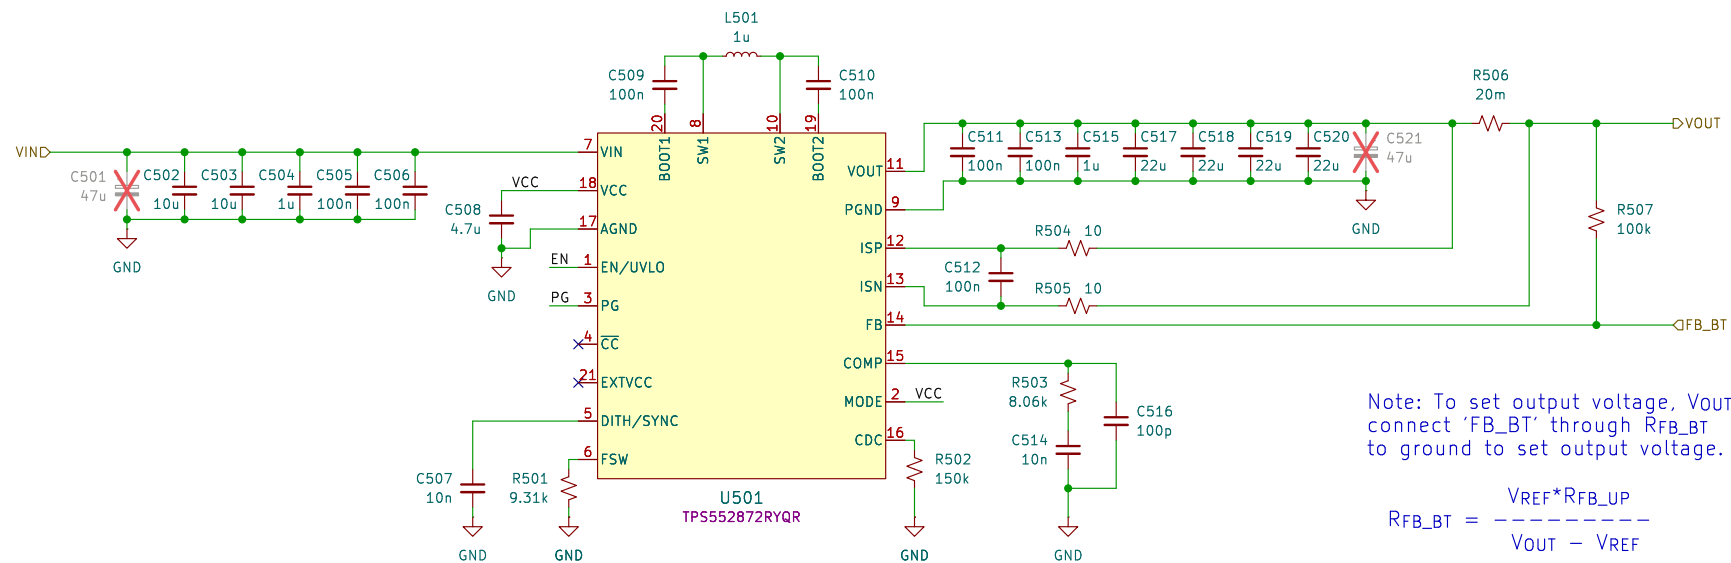 L501
1u
C509
100n
C510
100n
R506
20m
20
8
10
19
BOOT1
SW1
SW2
BOOT2
VIN
7
VIN
C501
47u
C502
10u
C503
10u
C504
1u
C505
100n
C506
100n
GND
VCC
18
VCC
C508
4.7u
17
AGND
GND
EN
1
EN/UVLO
PG
3
PG
4
CC
21
EXTVCC
5
DITH/SYNC
6
FSW
C507
10n
GND
R501
9.31k
GND
U501
TPS552872RYQR
VOUT
11
PGND
9
ISP
12
ISN
13
FB
14
COMP
15
MODE
2
VCC
CDC
16
C511
100n
C513
100n
C515
1u
C517
22u
C518
22u
C519
22u
C520
22u
C521
47u
GND
VOUT
R504 10
C512
100n
R505 10
R507
100k
FB_BT
R503
8.06k
C514
10n
C516
100p
R502
150k
GND
GND
Note: To set output voltage, VOUT
connect 'FB_BT' through RFB_BT
to ground to set output voltage.
VREF*RFB_UP
RFB_BT = ----------
VOUT - VREF